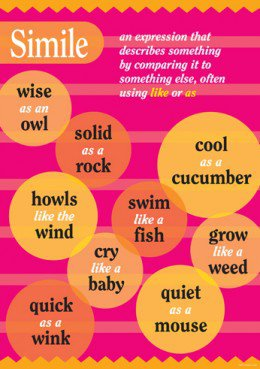 Simile
an expression that
describes something
by comparing it to
something else, often
using like or as
wise
as an
owl
solid
as a
rock
cool
as a
cucumber
howls
like the
wind
swim
like a
fish
grow
like a
weed
cry
like a
baby
quick
as a
wink
quiet
as a
mouse